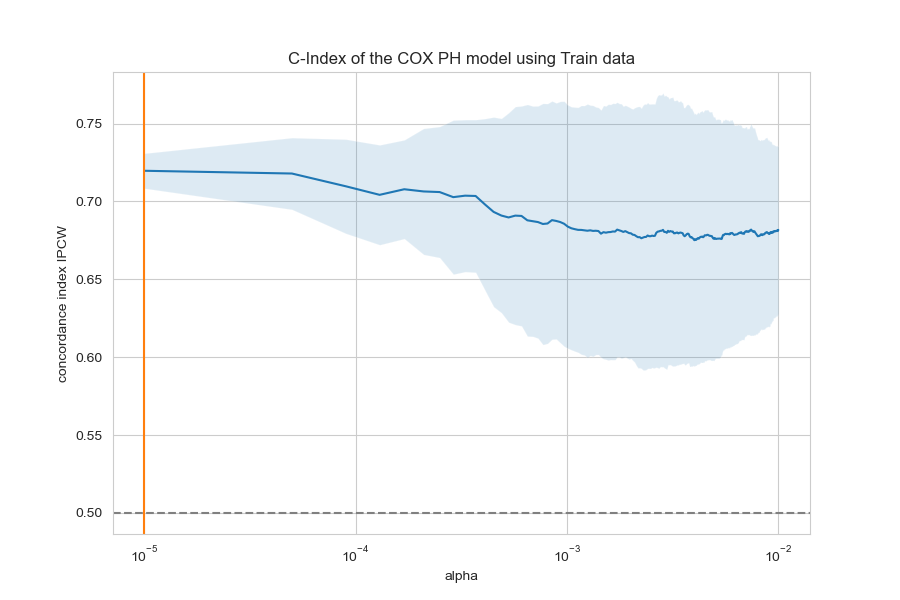 C-Index of the COX PH model using Train data
concordance index IPCW
0.75
0.70
0.65
0.60
0.55
0.50
10⁻⁵ 10⁻⁴ 10⁻³ 10⁻²
alpha